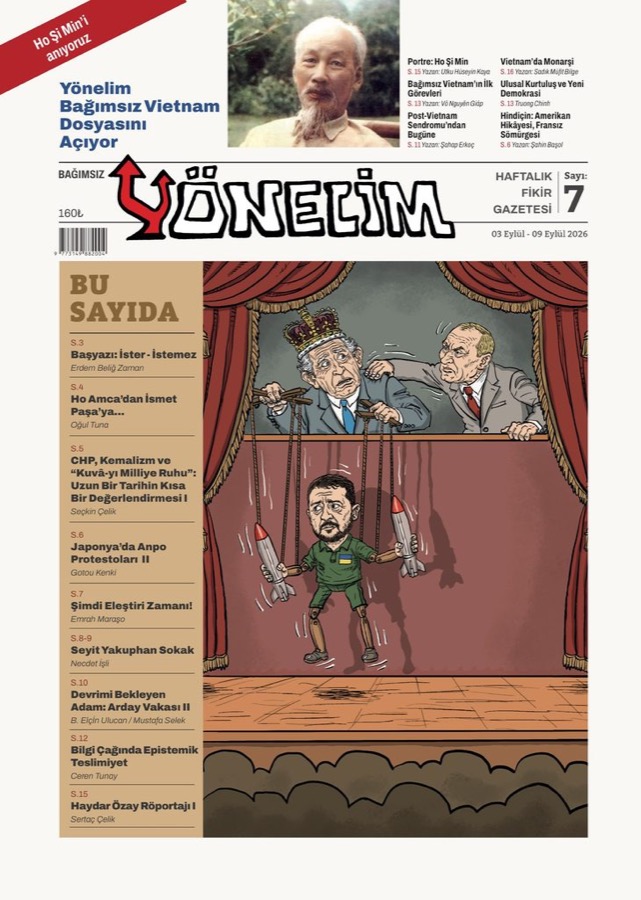 Ho Şi Min'i
anıyoruz
Yönelim
Bağımsız Vietnam
Dosyasını
Açıyor
Portre: Ho Şi Min
S. 15 Yazan: Utku Hüseyin Kaya
Bağımsız Vietnam'ın İlk
Görevleri
S. 13 Yazan: Võ Nguyên Giáp
Post-Vietnam
Sendromu'ndan
Bugüne
S. 11 Yazan: Şahap Erkoç
Vietnam'da Monarşi
S. 16 Yazan: Sadık Müfit Bilge
Ulusal Kurtuluş ve Yeni
Demokrasi
S. 13 Truong Chinh
Hindiçin: Amerikan
Hikâyesi, Fransız
Sömürgesi
S. 6 Yazan: Şahin Başol
BAĞIMSIZ
YÖNELİM
160₺
HAFTALIK
FİKİR
GAZETESİ
Sayı:
7
03 Eylül - 09 Eylül 2026
9 773149 682004
BU
SAYIDA
S.3
Başyazı: İster - İstemez
Erdem Beliğ Zaman
S.4
Ho Amca'dan İsmet
Paşa'ya...
Oğul Tuna
S.5
CHP, Kemalizm ve
"Kuvâ-yı Milliye Ruhu":
Uzun Bir Tarihin Kısa
Bir Değerlendirmesi I
Seçkin Çelik
S.6
Japonya'da Anpo
Protestoları II
Gotou Kenki
S.7
Şimdi Eleştiri Zamanı!
Emrah Maraşo
S.8-9
Seyit Yakuphan Sokak
Necdet İşli
S.10
Devrimi Bekleyen
Adam: Arday Vakası II
B. Elçin Ulucan / Mustafa Selek
S.12
Bilgi Çağında Epistemik
Teslimiyet
Ceren Tunay
S.15
Haydar Özay Röportajı I
Sertaç Çelik